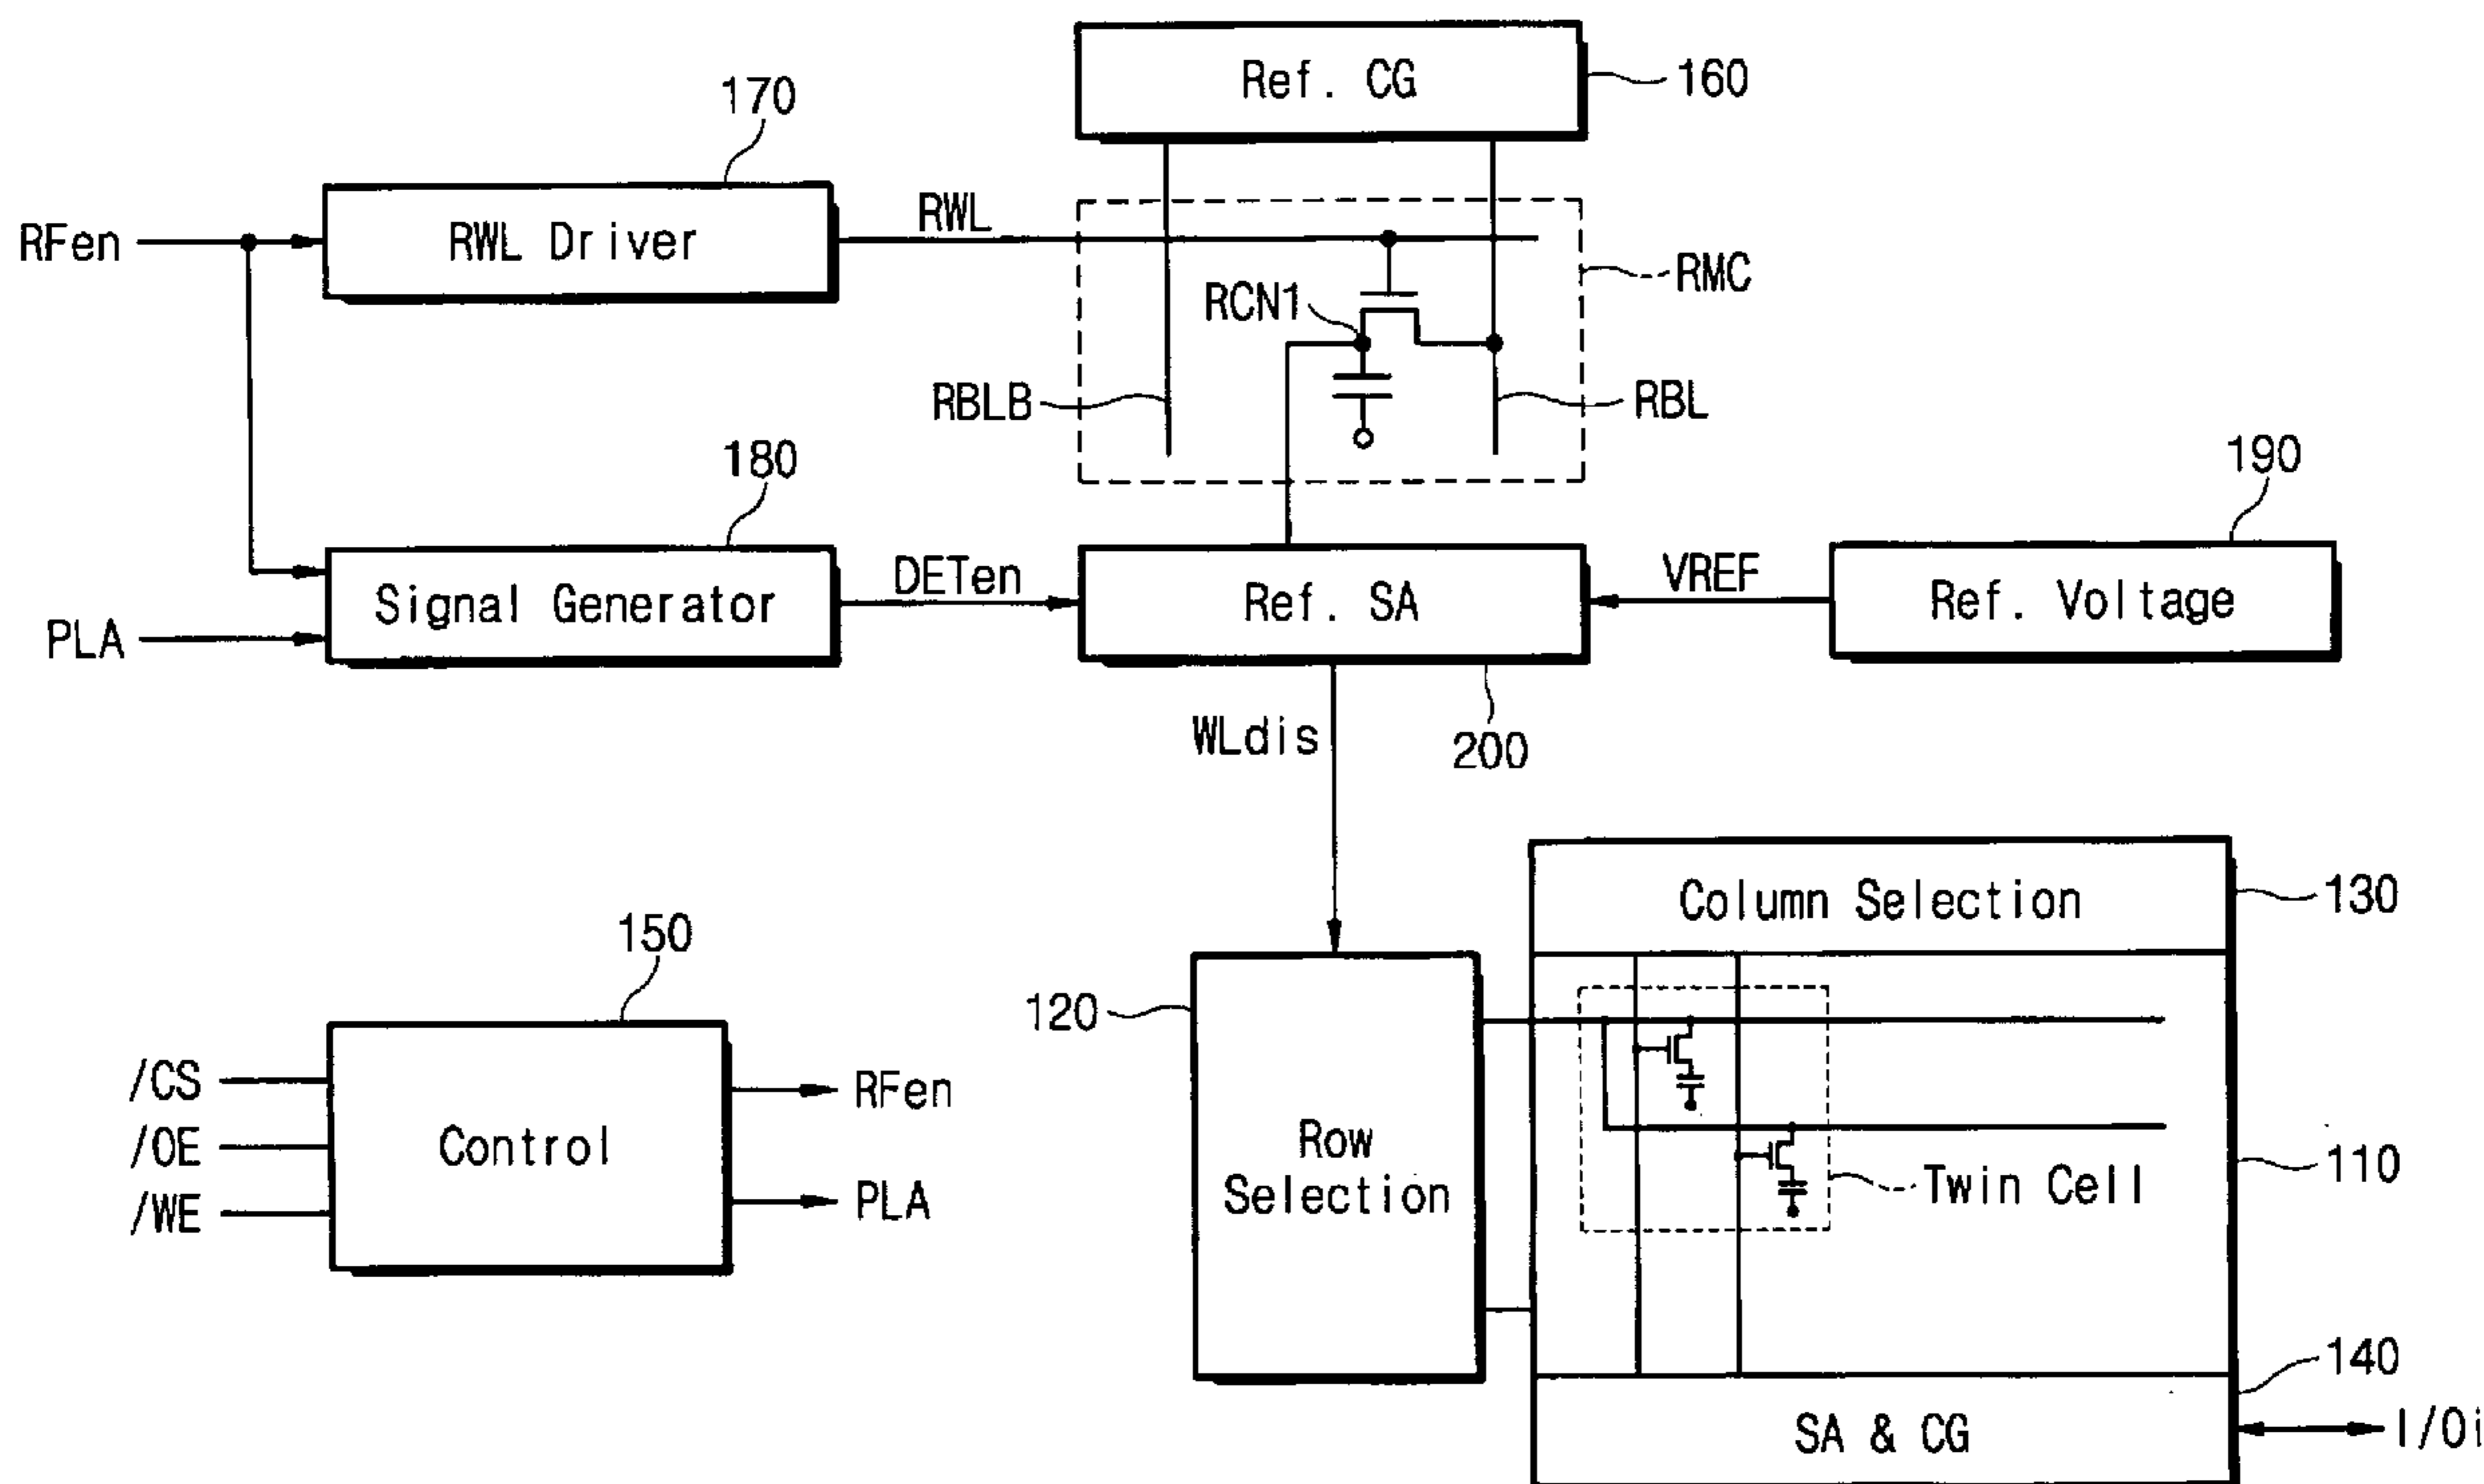 Ref. CG
160
170
RFen
RWL Driver
RWL
RMC
RCN1
RBLB
RBL
180
190
PLA
Signal Generator
DETen
Ref. SA
VREF
Ref. Voltage
WLdis
200
Column Selection
130
150
120
/CS
/OE
/WE
Control
RFen
PLA
Row
Selection
Twin Cell
110
140
SA & CG
I/Oi